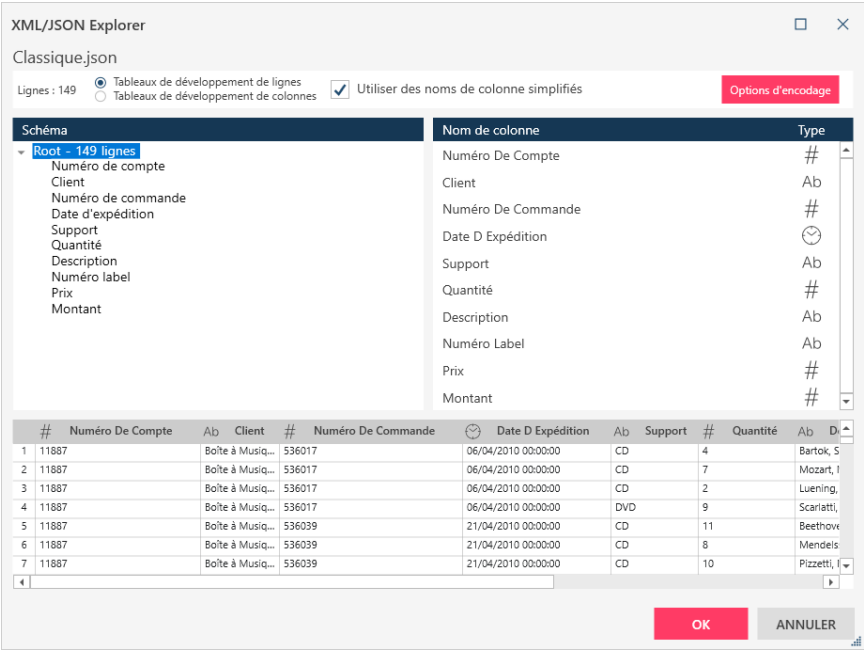 XML/JSON Explorer
Classique.json
Lignes : 149
Tableaux de développement de lignes
Tableaux de développement de colonnes
Utiliser des noms de colonne simplifiés
Options d'encodage
Schéma
Root - 149 lignes
Numéro de compte
Client
Numéro de commande
Date d'expédition
Support
Quantité
Description
Numéro label
Prix
Montant
Nom de colonne Type
Numéro De Compte #
Client Ab
Numéro De Commande #
Date D Expédition
Support Ab
Quantité #
Description Ab
Numéro Label Ab
Prix #
Montant #
# Numéro De Compte Ab Client # Numéro De Commande Date D Expédition Ab Support # Quantité Ab D
1 11887 Boîte à Musiq... 536017 06/04/2010 00:00:00 CD 4 Bartok, S
2 11887 Boîte à Musiq... 536017 06/04/2010 00:00:00 CD 7 Mozart,
3 11887 Boîte à Musiq... 536017 06/04/2010 00:00:00 CD 2 Luening,
4 11887 Boîte à Musiq... 536017 06/04/2010 00:00:00 DVD 9 Scarlatti,
5 11887 Boîte à Musiq... 536039 21/04/2010 00:00:00 CD 11 Beethove
6 11887 Boîte à Musiq... 536039 21/04/2010 00:00:00 CD 8 Mendels
7 11887 Boîte à Musiq... 536039 21/04/2010 00:00:00 CD 10 Pizzetti,
OK ANNULER